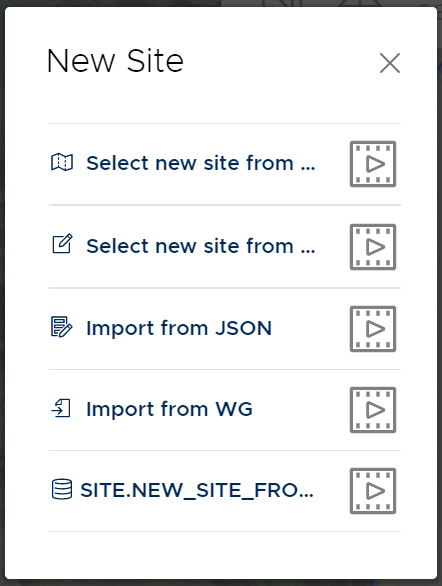 New Site
Select new site from ...
Select new site from ...
Import from JSON
Import from WG
SITE.NEW_SITE_FRO...